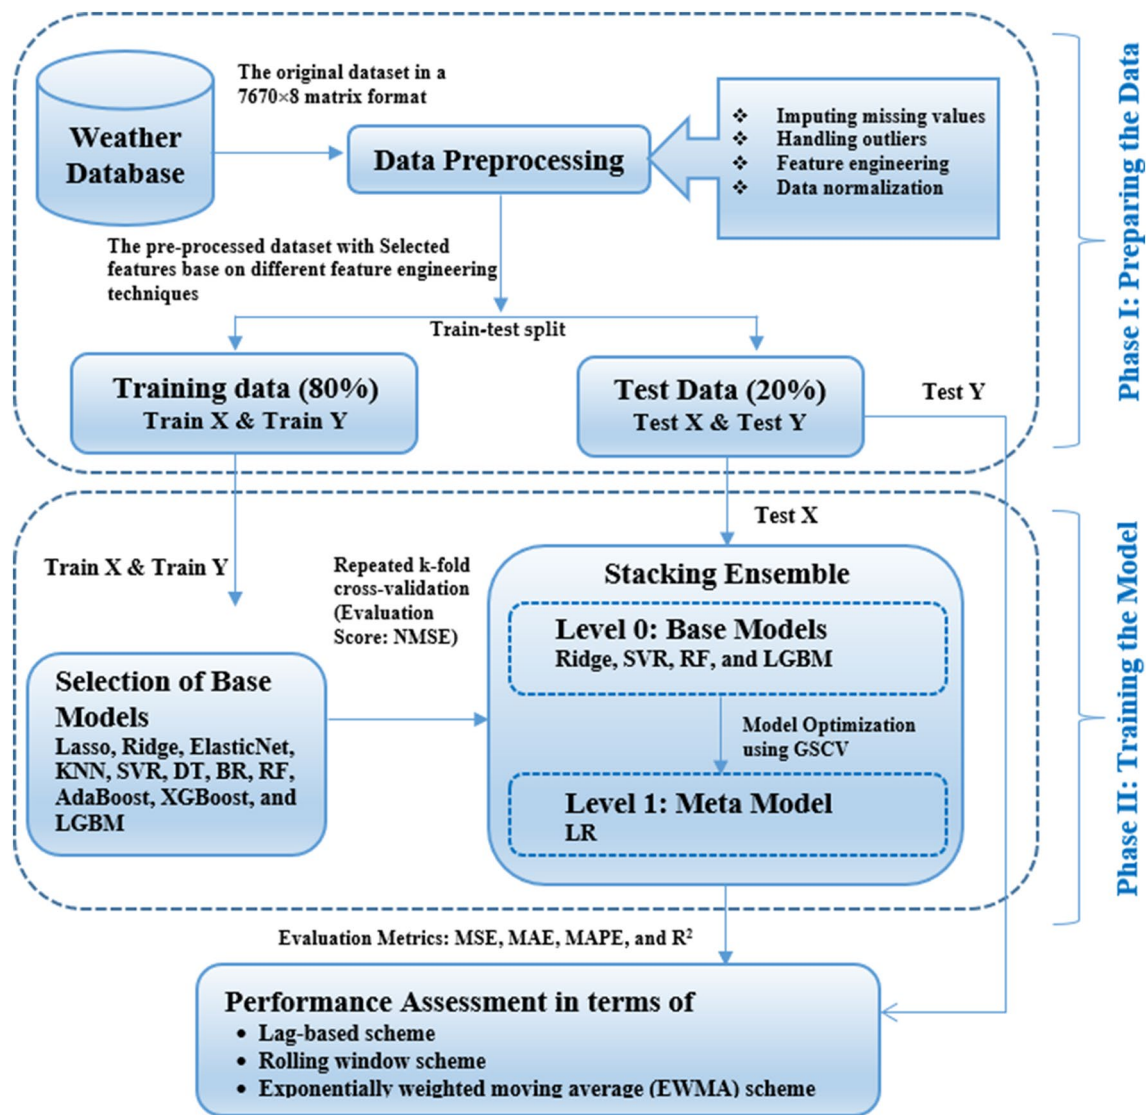 The original dataset in a
7670×8 matrix format
Weather
Database
Data Preprocessing
❖ Imputing missing values
❖ Handling outliers
❖ Feature engineering
❖ Data normalization
Phase I: Preparing the Data
The pre-processed dataset with Selected
features base on different feature engineering
techniques
Train-test split
Training data (80%)
Train X & Train Y
Test Data (20%)
Test X & Test Y
Test Y
Test X
Train X & Train Y
Repeated k-fold
cross-validation
(Evaluation
Score: NMSE)
Selection of Base
Models
Lasso, Ridge, ElasticNet,
KNN, SVR, DT, BR, RF,
AdaBoost, XGBoost, and
LGBM
Stacking Ensemble
Level 0: Base Models
Ridge, SVR, RF, and LGBM
Model Optimization
using GSCV
Level 1: Meta Model
LR
Phase II: Training the Model
Evaluation Metrics: MSE, MAE, MAPE, and R²
Performance Assessment in terms of
• Lag-based scheme
• Rolling window scheme
• Exponentially weighted moving average (EWMA) scheme